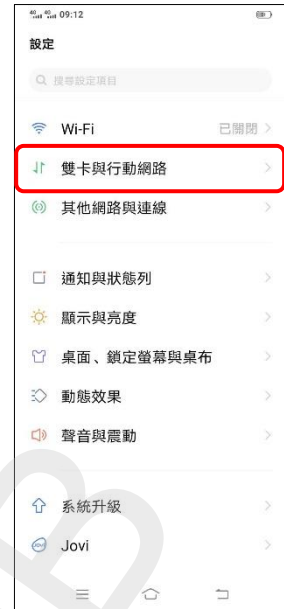 4G 4G 09:12
設定
搜尋設定項目
Wi-Fi 已開閉
雙卡與行動網路
其他網路與連線
通知與狀態列
顯示與亮度
桌面、鎖定螢幕與桌布
動態效果
聲音與震動
系統升級
Jovi